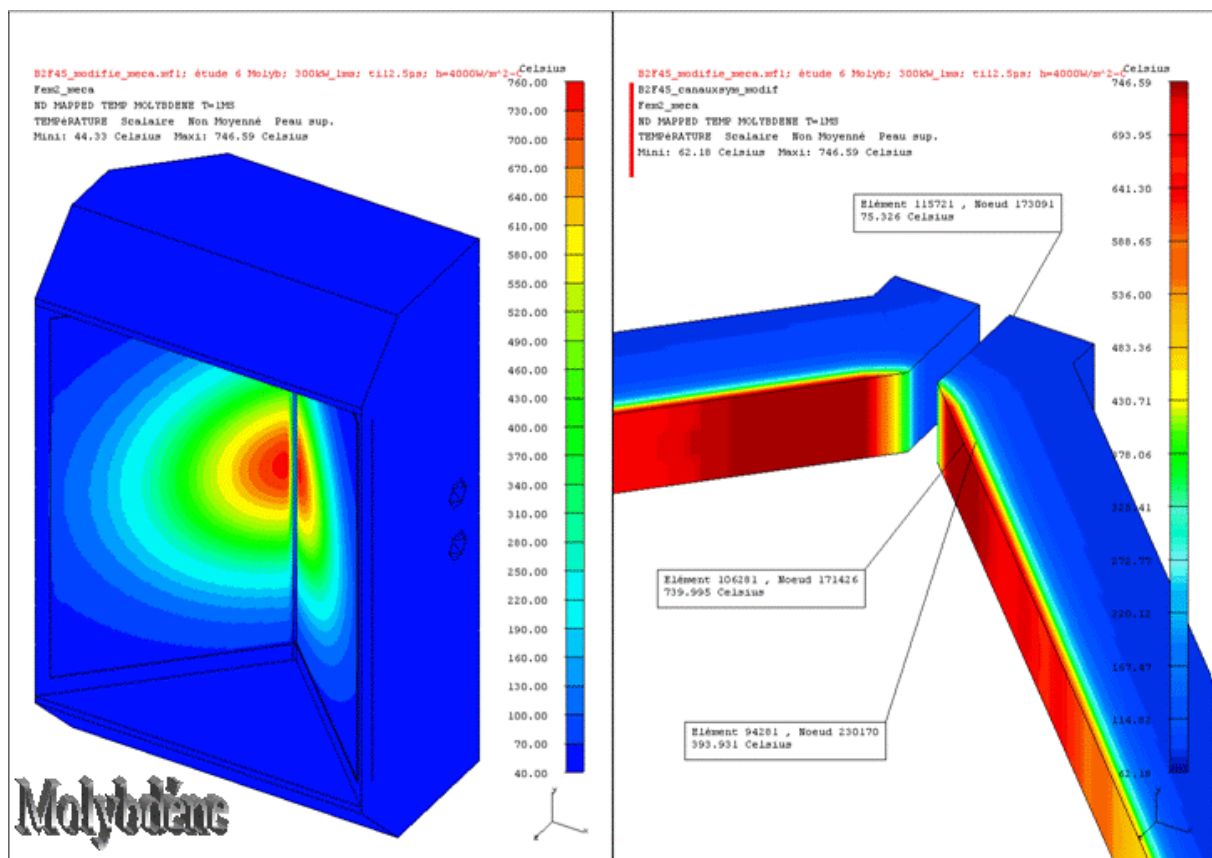 Celsius
B2F45_modifie_meca.mfl; étude 6 Molyb; 300kW_1ms; ti12.5ps; h=4000W/m^2-C
Fem2_meca
ND MAPPED TEMP MOLYBDENE T=1MS
TEMPéRATURE Scalaire Non Moyenné Peau sup.
Mini: 44.33 Celsius Maxi: 746.59 Celsius
760.00
730.00
700.00
670.00
640.00
610.00
580.00
550.00
520.00
490.00
460.00
430.00
400.00
370.00
340.00
310.00
280.00
250.00
220.00
190.00
160.00
130.00
100.00
70.00
40.00
Molybdène
Celsius
B2F45_modifie_meca.mfl; étude 6 Molyb; 300kW_1ms; ti12.5ps; h=4000W/m^2-C
B2F45_canauxsym_modif
Fem2_meca
ND MAPPED TEMP MOLYBDENE T=1MS
TEMPéRATURE Scalaire Non Moyenné Peau sup.
Mini: 62.18 Celsius Maxi: 746.59 Celsius
Elément 115721 , Noeud 173091
75.326 Celsius
Elément 106281 , Noeud 171426
739.995 Celsius
Elément 94281 , Noeud 230170
393.931 Celsius
746.59
693.95
641.30
588.65
536.00
483.36
430.71
378.06
325.41
272.77
220.12
167.47
114.82
62.18